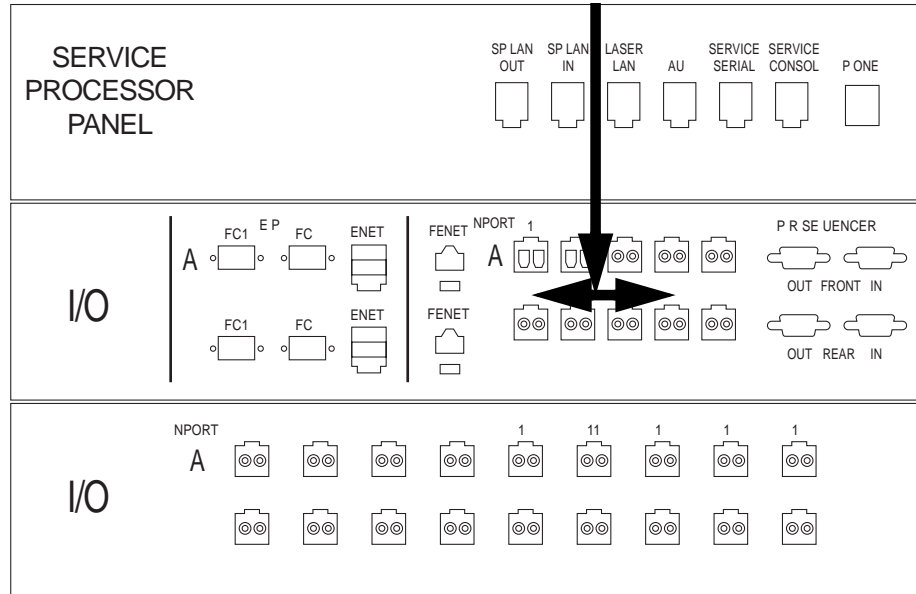 SERVICE
PROCESSOR
PANEL
SP LAN OUT
SP LAN IN
LASER LAN
AU
SERVICE SERIAL
SERVICE CONSOL
P ONE
I/O
E P
A
FC1
FC
ENET
FC1
FC
ENET
FENET
FENET
NPORT
1
A
P R SE UENCER
OUT FRONT IN
OUT REAR IN
I/O
NPORT
A
1 11 1 1 1